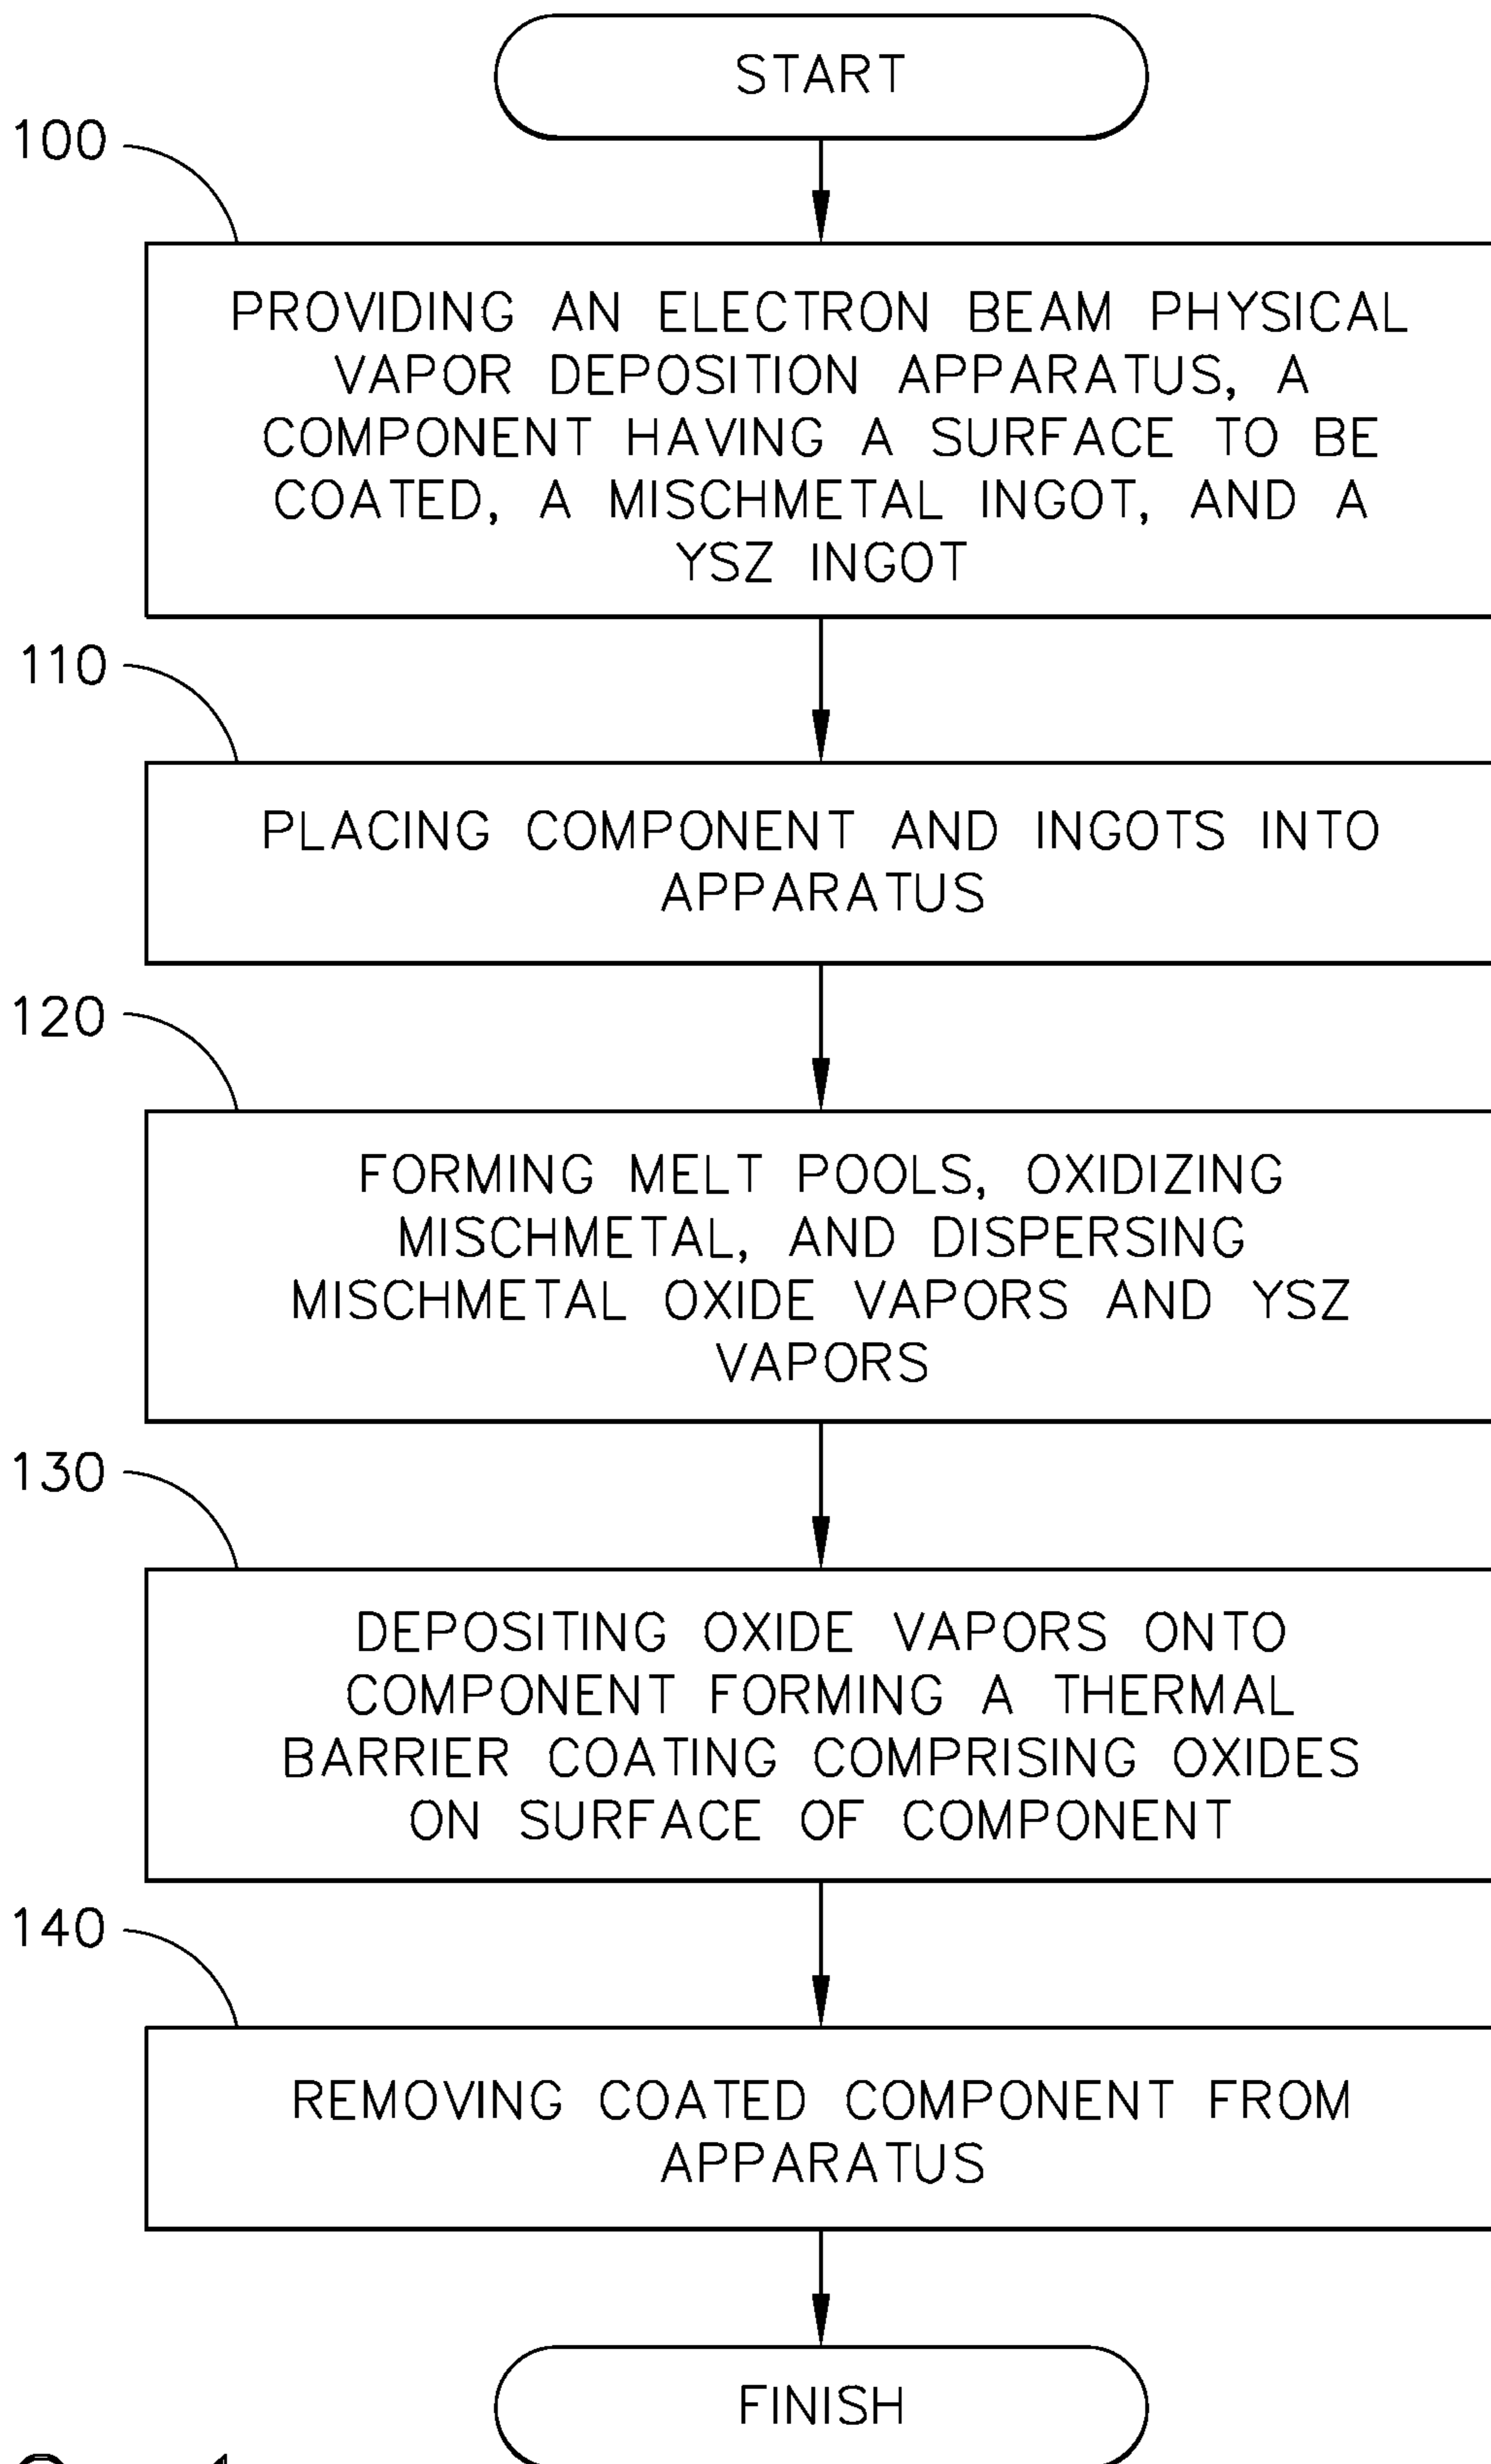 START
100
PROVIDING AN ELECTRON BEAM PHYSICAL
VAPOR DEPOSITION APPARATUS, A
COMPONENT HAVING A SURFACE TO BE
COATED, A MISCHMETAL INGOT, AND A
YSZ INGOT
110
PLACING COMPONENT AND INGOTS INTO
APPARATUS
120
FORMING MELT POOLS, OXIDIZING
MISCHMETAL, AND DISPERSING
MISCHMETAL OXIDE VAPORS AND YSZ
VAPORS
130
DEPOSITING OXIDE VAPORS ONTO
COMPONENT FORMING A THERMAL
BARRIER COATING COMPRISING OXIDES
ON SURFACE OF COMPONENT
140
REMOVING COATED COMPONENT FROM
APPARATUS
FINISH